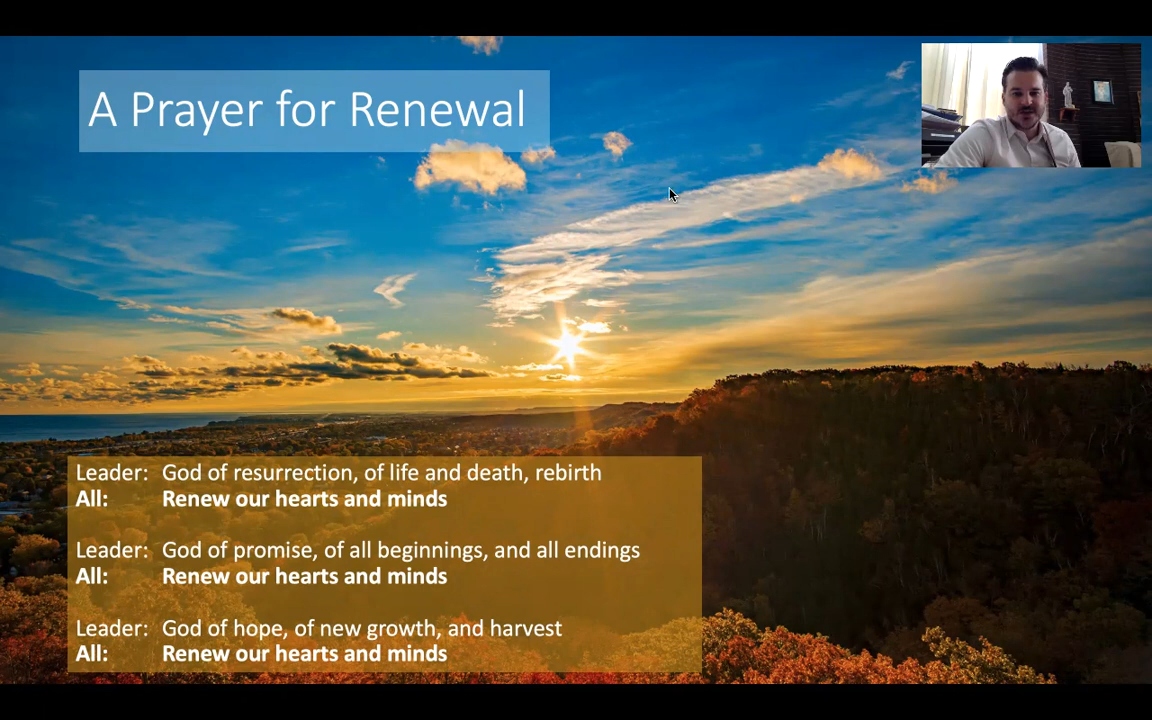 A Prayer for Renewal
Leader: God of resurrection, of life and death, rebirth
All: Renew our hearts and minds
Leader: God of promise, of all beginnings, and all endings
All: Renew our hearts and minds
Leader: God of hope, of new growth, and harvest
All: Renew our hearts and minds